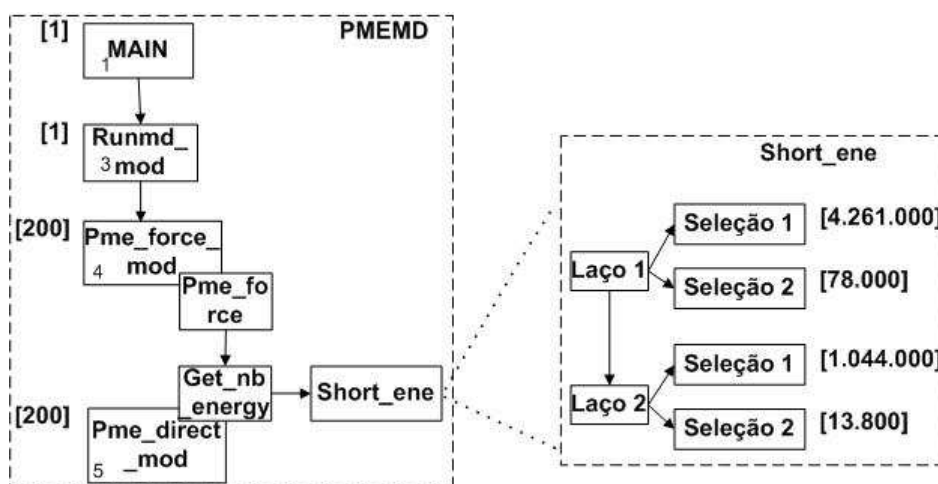 PMEMD
[1]
MAIN
1
[1]
Runmd_
3 mod
[200]
Pme_force_
mod
4
Pme_fo
rce
Get_nb
_energy
Short_ene
[200]
Pme_direct
_mod
5
Short_ene
Laço 1
Seleção 1 [4.261.000]
Seleção 2 [78.000]
Laço 2
Seleção 1 [1.044.000]
Seleção 2 [13.800]